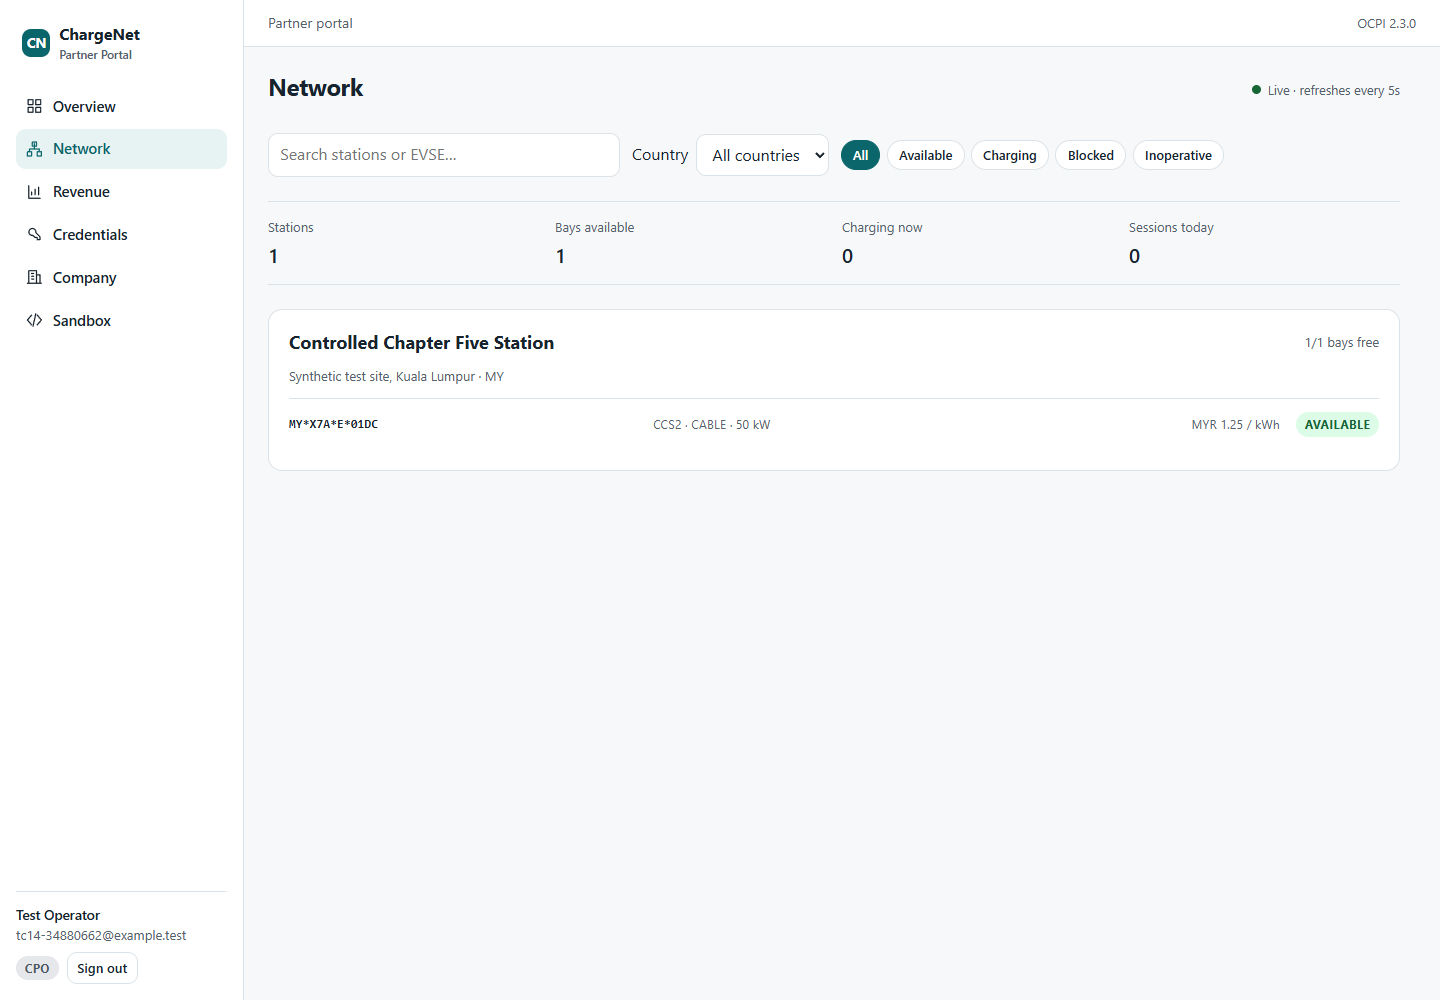 CN
ChargeNet
Partner Portal
Overview
Network
Revenue
Credentials
Company
Sandbox
Test Operator
tc14-34880662@example.test
CPO
Sign out
Partner portal
OCPI 2.3.0
Network
Live · refreshes every 5s
Search stations or EVSE...
Country
All countries
All
Available
Charging
Blocked
Inoperative
Stations
1
Bays available
1
Charging now
0
Sessions today
0
Controlled Chapter Five Station
1/1 bays free
Synthetic test site, Kuala Lumpur · MY
MY*X7A*E*01DC
CCS2 · CABLE · 50 kW
MYR 1.25 / kWh
AVAILABLE